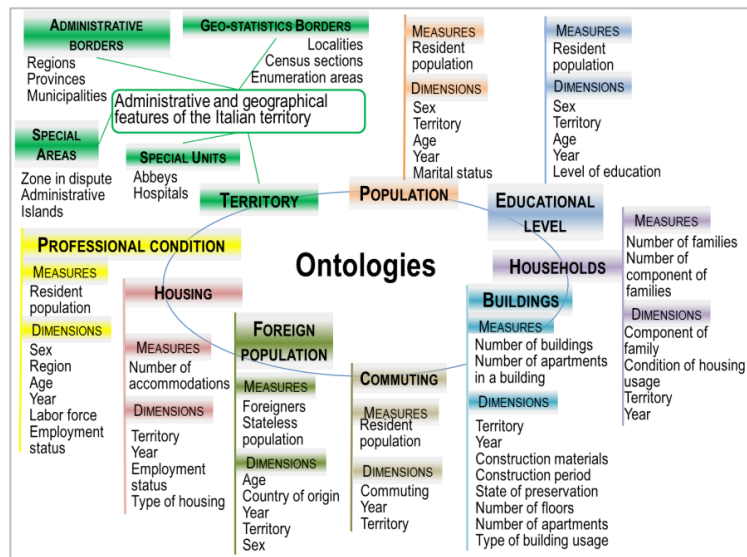 ADMINISTRATIVE
BORDERS
Regions
Provinces
Municipalities
GEO-STATISTICS BORDERS
Localities
Census sections
Enumeration areas
Administrative and geographical
features of the Italian territory
SPECIAL
AREAS
Zone in dispute
Administrative
Islands
SPECIAL UNITS
Abbeys
Hospitals
TERRITORY
MEASURES
Resident
population
DIMENSIONS
Sex
Territory
Age
Year
Marital status
POPULATION
MEASURES
Resident
population
DIMENSIONS
Sex
Territory
Age
Year
Level of education
EDUCATIONAL
LEVEL
Ontologies
PROFESSIONAL CONDITION
MEASURES
Resident
population
DIMENSIONS
Sex
Region
Age
Year
Labor force
Employment
status
HOUSING
MEASURES
Number of
accommodations
DIMENSIONS
Territory
Year
Employment
status
Type of housing
FOREIGN
POPULATION
MEASURES
Foreigners
Stateless
population
DIMENSIONS
Age
Country of origin
Year
Territory
Sex
COMMUTING
MEASURES
Resident
population
DIMENSIONS
Commuting
Year
Territory
BUILDINGS
MEASURES
Number of buildings
Number of apartments
in a building
DIMENSIONS
Territory
Year
Construction materials
Construction period
State of preservation
Number of floors
Number of apartments
Type of building usage
HOUSEHOLDS
MEASURES
Number of families
Number of
component of
families
DIMENSIONS
Component of
family
Condition of housing
usage
Territory
Year